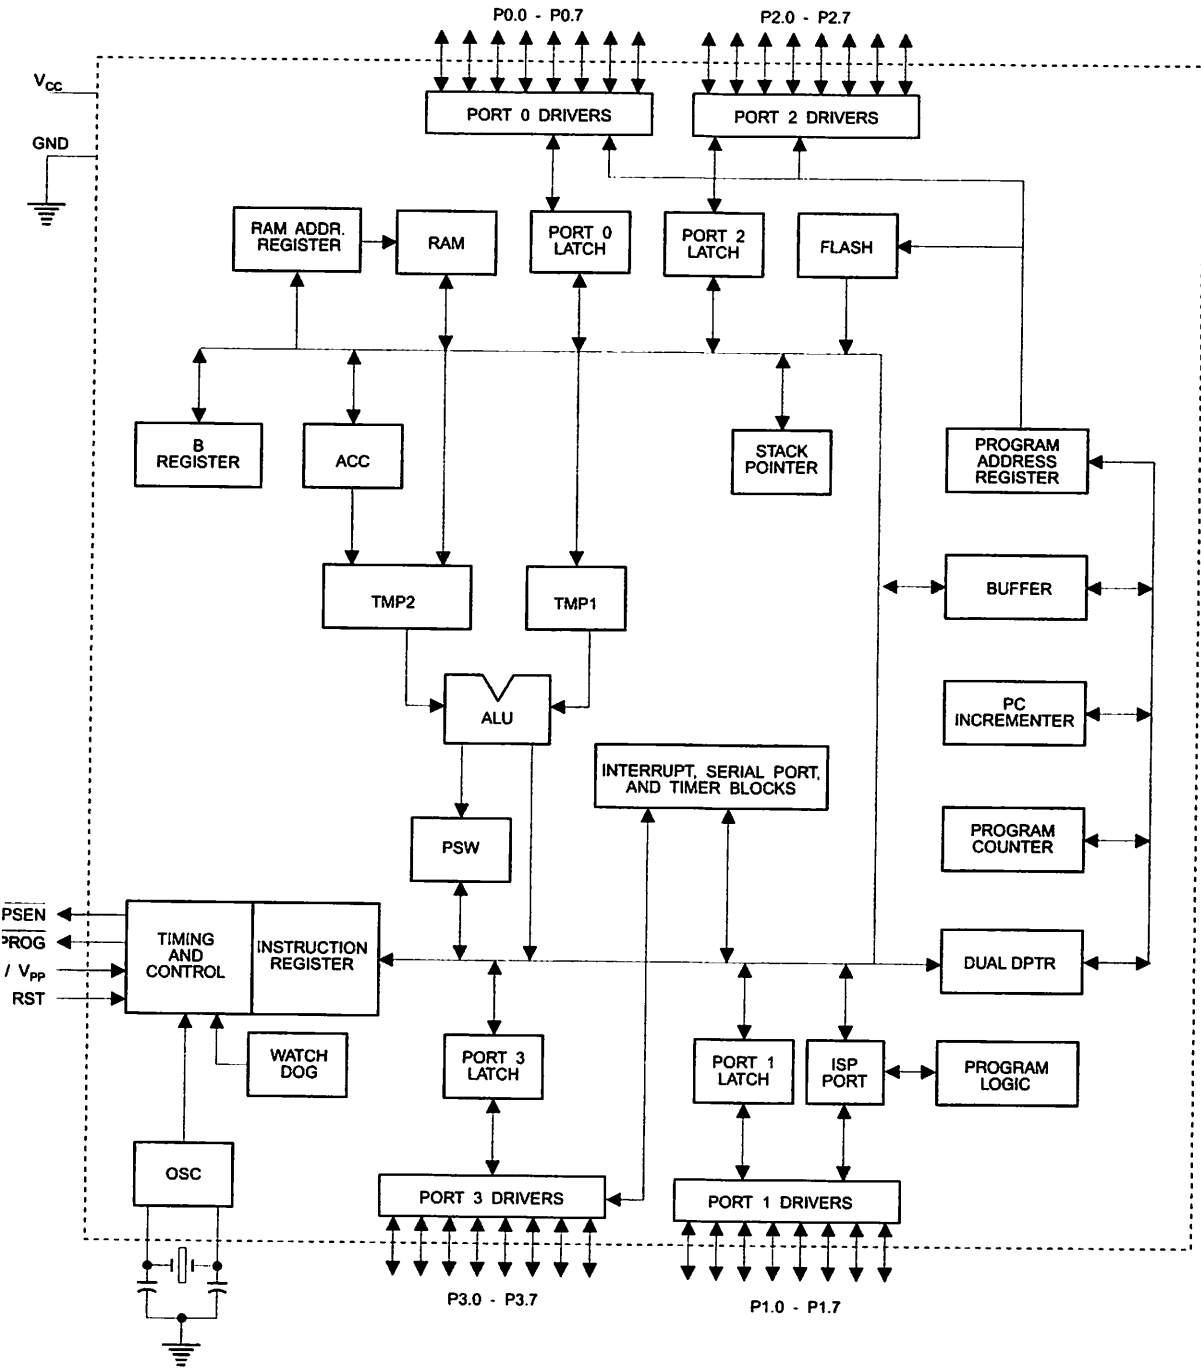 P0.0 - P0.7
P2.0 - P2.7
VCC
GND
PORT 0 DRIVERS
PORT 2 DRIVERS
RAM ADDR.
REGISTER
RAM
PORT 0
LATCH
PORT 2
LATCH
FLASH
B
REGISTER
ACC
STACK
POINTER
PROGRAM
ADDRESS
REGISTER
TMP2
TMP1
BUFFER
ALU
PC
INCREMENTER
INTERRUPT, SERIAL PORT,
AND TIMER BLOCKS
PSW
PROGRAM
COUNTER
PSEN
PROG
/ VPP
RST
TIMING
AND
CONTROL
INSTRUCTION
REGISTER
DUAL DPTR
WATCH
DOG
PORT 3
LATCH
PORT 1
LATCH
ISP
PORT
PROGRAM
LOGIC
OSC
PORT 3 DRIVERS
PORT 1 DRIVERS
P3.0 - P3.7
P1.0 - P1.7